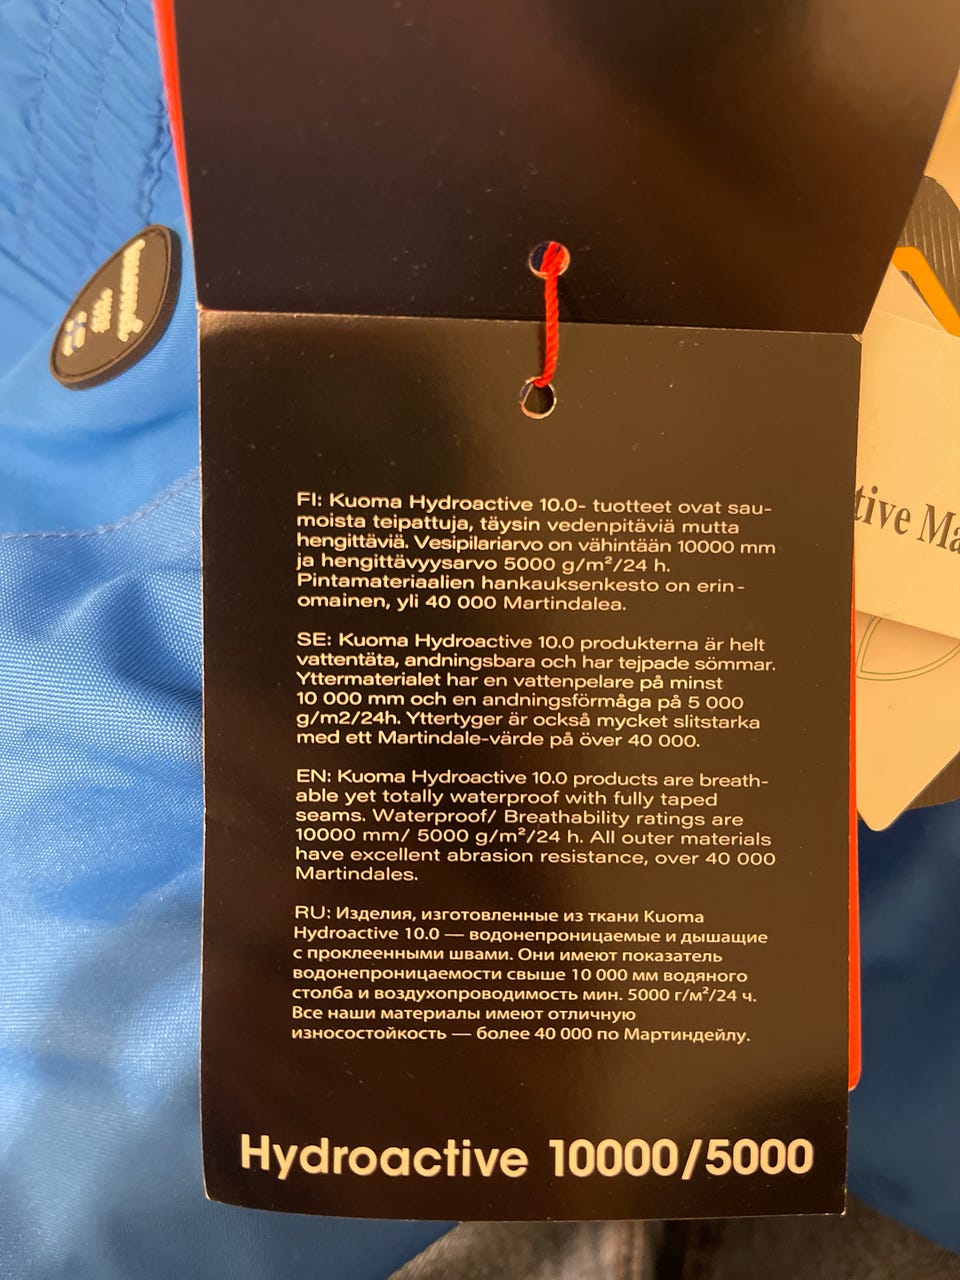 FI: Kuoma Hydroactive 10.0- tuotteet ovat sau-
moista teipattuja, täysin vedenpitäviä mutta
hengittäviä. Vesipilariarvo on vähintään 10000 mm
ja hengittävyysarvo 5000 g/m²/24 h.
Pintamateriaalien hankauksenkesto on erin-
omainen, yli 40 000 Martindalea.
SE: Kuoma Hydroactive 10.0 produkterna är helt
vattentäta, andningsbara och har tejpade sömmar.
Yttermaterialet har en vattenpelare på minst
10 000 mm och en andningsförmåga på 5 000
g/m2/24h. Yttertyger är också mycket slitstarka
med ett Martindale-värde på över 40 000.
EN: Kuoma Hydroactive 10.0 products are breath-
able yet totally waterproof with fully taped
seams. Waterproof/ Breathability ratings are
10000 mm/ 5000 g/m²/24 h. All outer materials
have excellent abrasion resistance, over 40 000
Martindales.
RU: Изделия, изготовленные из ткани Kuoma
Hydroactive 10.0 — водонепроницаемые и дышащие
с проклеенными швами. Они имеют показатель
водонепроницаемости свыше 10 000 мм водяного
столба и воздухопроводимость мин. 5000 г/м²/24 ч.
Все наши материалы имеют отличную
износостойкость — более 40 000 по Мартиндейлу.
Hydroactive 10000/5000
tive Ma